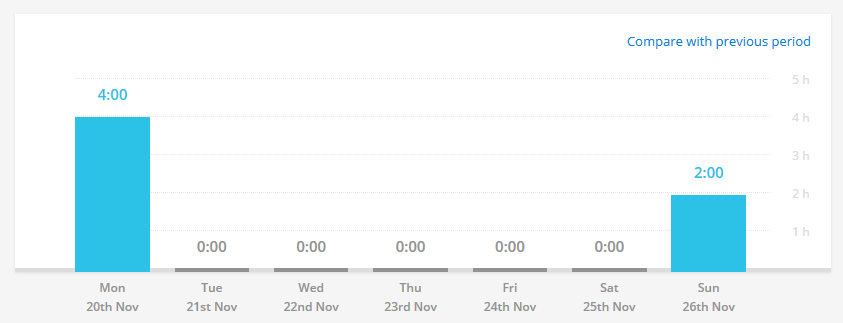 Compare with previous period
5 h
4:00
4 h
3 h
2:00
2 h
1 h
0:00 0:00 0:00 0:00 0:00
Mon Tue Wed Thu Fri Sat Sun
20th Nov 21st Nov 22nd Nov 23rd Nov 24th Nov 25th Nov 26th Nov